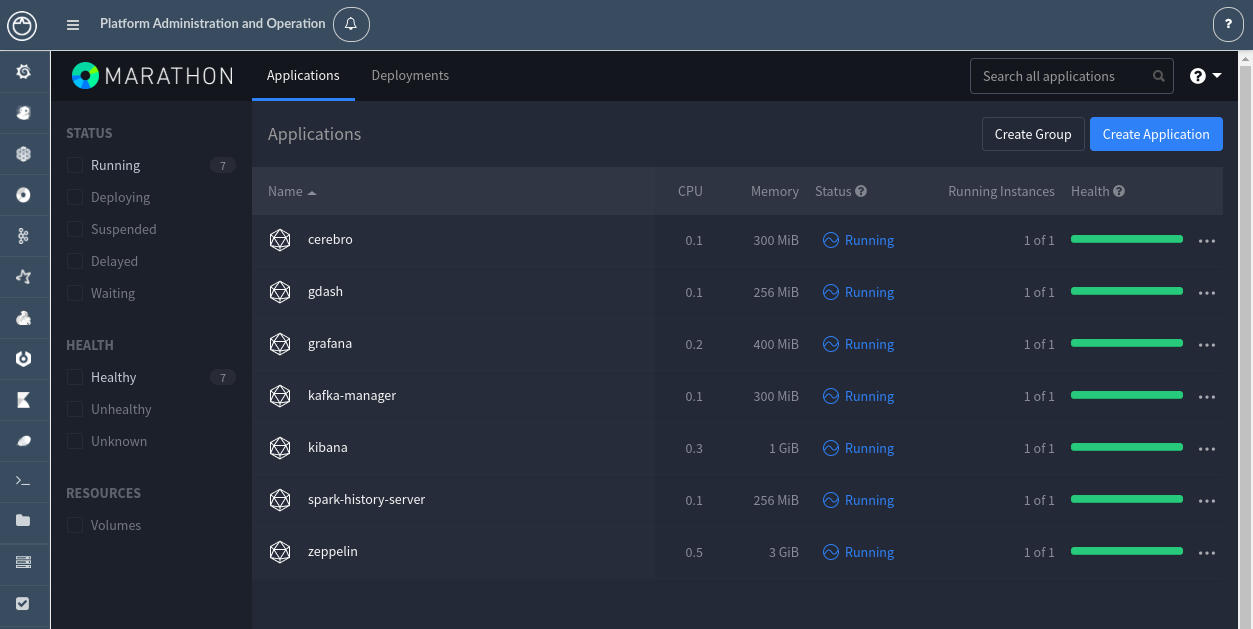 Platform Administration and Operation
?
MARATHON
Applications
Deployments
Search all applications
?
STATUS
Running 7
Deploying
Suspended
Delayed
Waiting
HEALTH
Healthy 7
Unhealthy
Unknown
RESOURCES
Volumes
Applications
Create Group
Create Application
Name CPU Memory Status ? Running Instances Health ?
cerebro 0.1 300 MiB Running 1 of 1
gdash 0.1 256 MiB Running 1 of 1
grafana 0.2 400 MiB Running 1 of 1
kafka-manager 0.1 300 MiB Running 1 of 1
kibana 0.3 1 GiB Running 1 of 1
spark-history-server 0.1 256 MiB Running 1 of 1
zeppelin 0.5 3 GiB Running 1 of 1